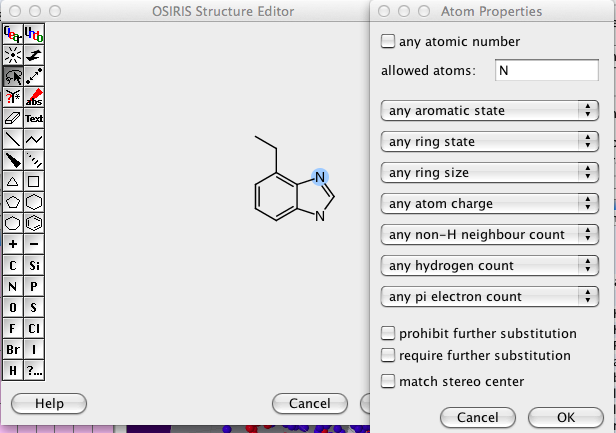 OSIRIS Structure Editor
Atom Properties
any atomic number
allowed atoms: N
any aromatic state
any ring state
any ring size
any atom charge
any non-H neighbour count
any hydrogen count
any pi electron count
prohibit further substitution
require further substitution
match stereo center
Cancel OK
Text
abs
?
+ −
C Si
N P
O S
F Cl
Br I
H ?...
N
N
Help Cancel